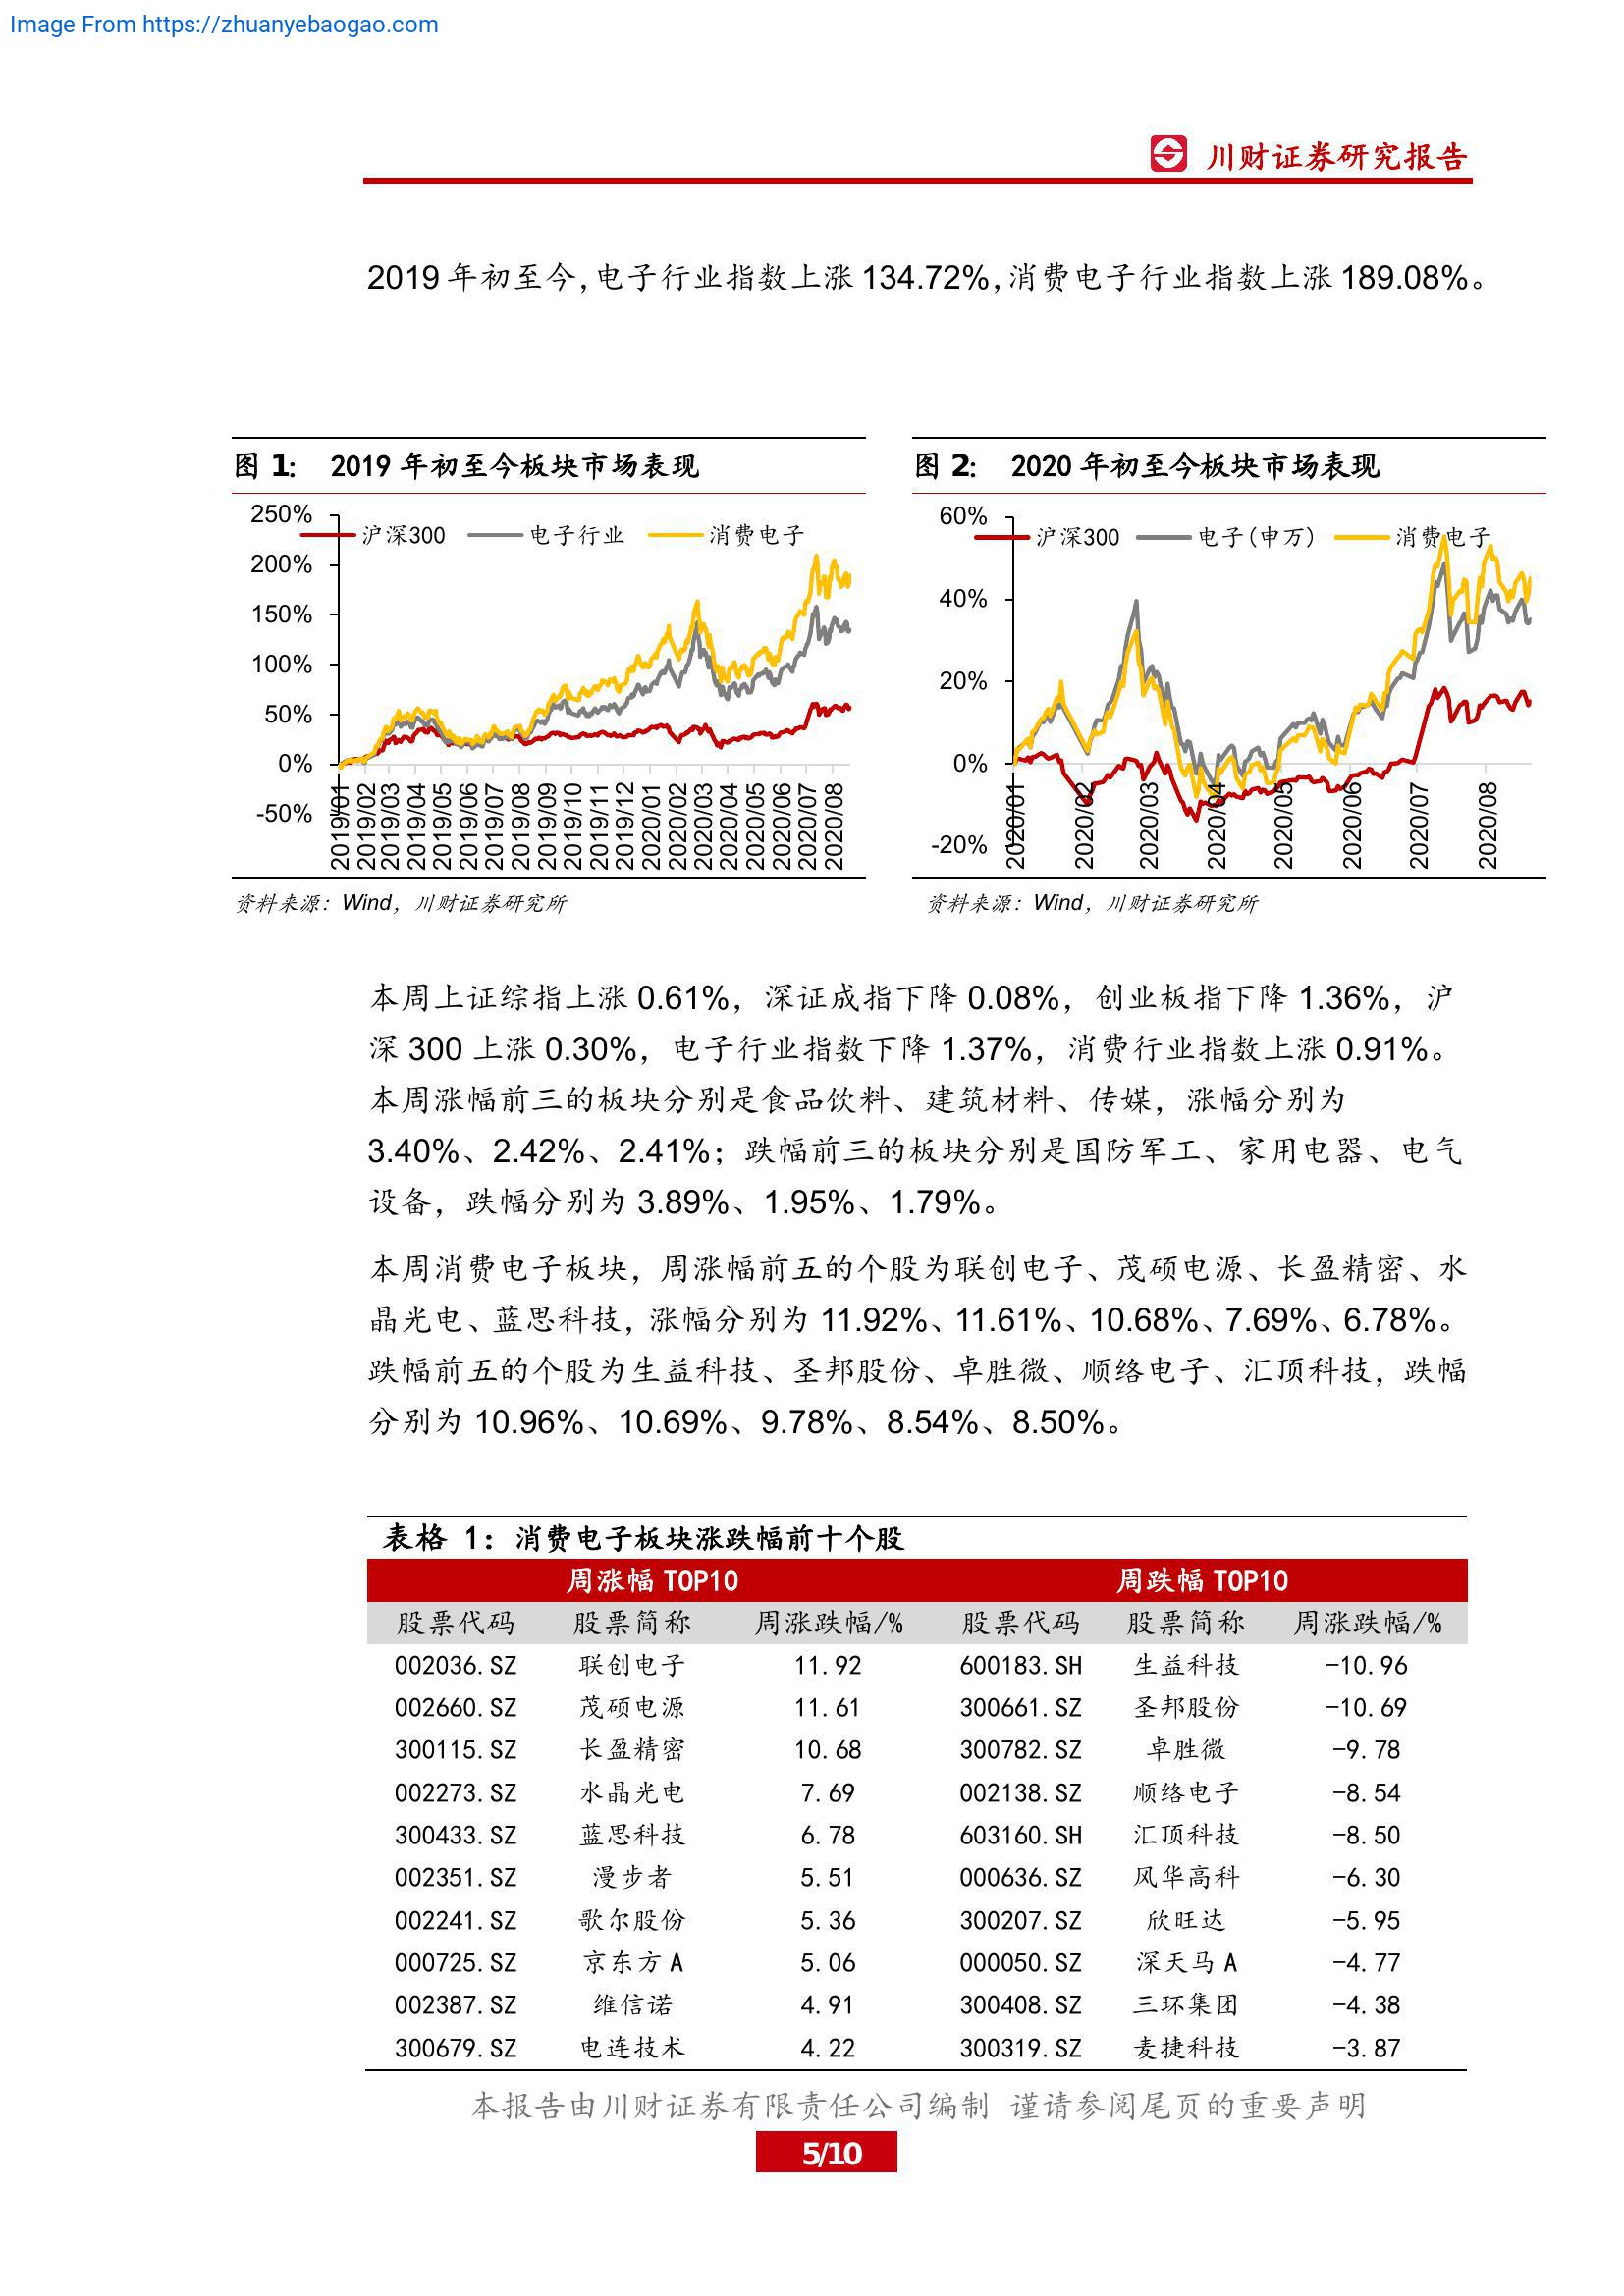 Image From https://zhuanyebaogao.com
川财证券研究报告
2019 年初至今，电子行业指数上涨 134.72%，消费电子行业指数上涨 189.08%。
图 1： 2019 年初至今板块市场表现
250%
200%
150%
100%
50%
0%
-50%
沪深300 电子行业 消费电子
2019/01 2019/02 2019/03 2019/04 2019/05 2019/06 2019/07 2019/08 2019/09 2019/10 2019/11 2019/12 2020/01 2020/02 2020/03 2020/04 2020/05 2020/06 2020/07 2020/08
资料来源：Wind，川财证券研究所
图 2： 2020 年初至今板块市场表现
60%
40%
20%
0%
-20%
沪深300 电子(申万) 消费电子
2020/01 2020/02 2020/03 2020/04 2020/05 2020/06 2020/07 2020/08
资料来源：Wind，川财证券研究所
本周上证综指上涨 0.61%，深证成指下降 0.08%，创业板指下降 1.36%，沪
深 300 上涨 0.30%，电子行业指数下降 1.37%，消费行业指数上涨 0.91%。
本周涨幅前三的板块分别是食品饮料、建筑材料、传媒，涨幅分别为
3.40%、2.42%、2.41%；跌幅前三的板块分别是国防军工、家用电器、电气
设备，跌幅分别为 3.89%、1.95%、1.79%。
本周消费电子板块，周涨幅前五的个股为联创电子、茂硕电源、长盈精密、水
晶光电、蓝思科技，涨幅分别为 11.92%、11.61%、10.68%、7.69%、6.78%。
跌幅前五的个股为生益科技、圣邦股份、卓胜微、顺络电子、汇顶科技，跌幅
分别为 10.96%、10.69%、9.78%、8.54%、8.50%。
表格 1：消费电子板块涨跌幅前十个股
周涨幅 TOP10 周跌幅 TOP10
股票代码 股票简称 周涨跌幅/% 股票代码 股票简称 周涨跌幅/%
002036.SZ 联创电子 11.92 600183.SH 生益科技 -10.96
002660.SZ 茂硕电源 11.61 300661.SZ 圣邦股份 -10.69
300115.SZ 长盈精密 10.68 300782.SZ 卓胜微 -9.78
002273.SZ 水晶光电 7.69 002138.SZ 顺络电子 -8.54
300433.SZ 蓝思科技 6.78 603160.SH 汇顶科技 -8.50
002351.SZ 漫步者 5.51 000636.SZ 风华高科 -6.30
002241.SZ 歌尔股份 5.36 300207.SZ 欣旺达 -5.95
000725.SZ 京东方 A 5.06 000050.SZ 深天马 A -4.77
002387.SZ 维信诺 4.91 300408.SZ 三环集团 -4.38
300679.SZ 电连技术 4.22 300319.SZ 麦捷科技 -3.87
本报告由川财证券有限责任公司编制 谨请参阅尾页的重要声明
5/10